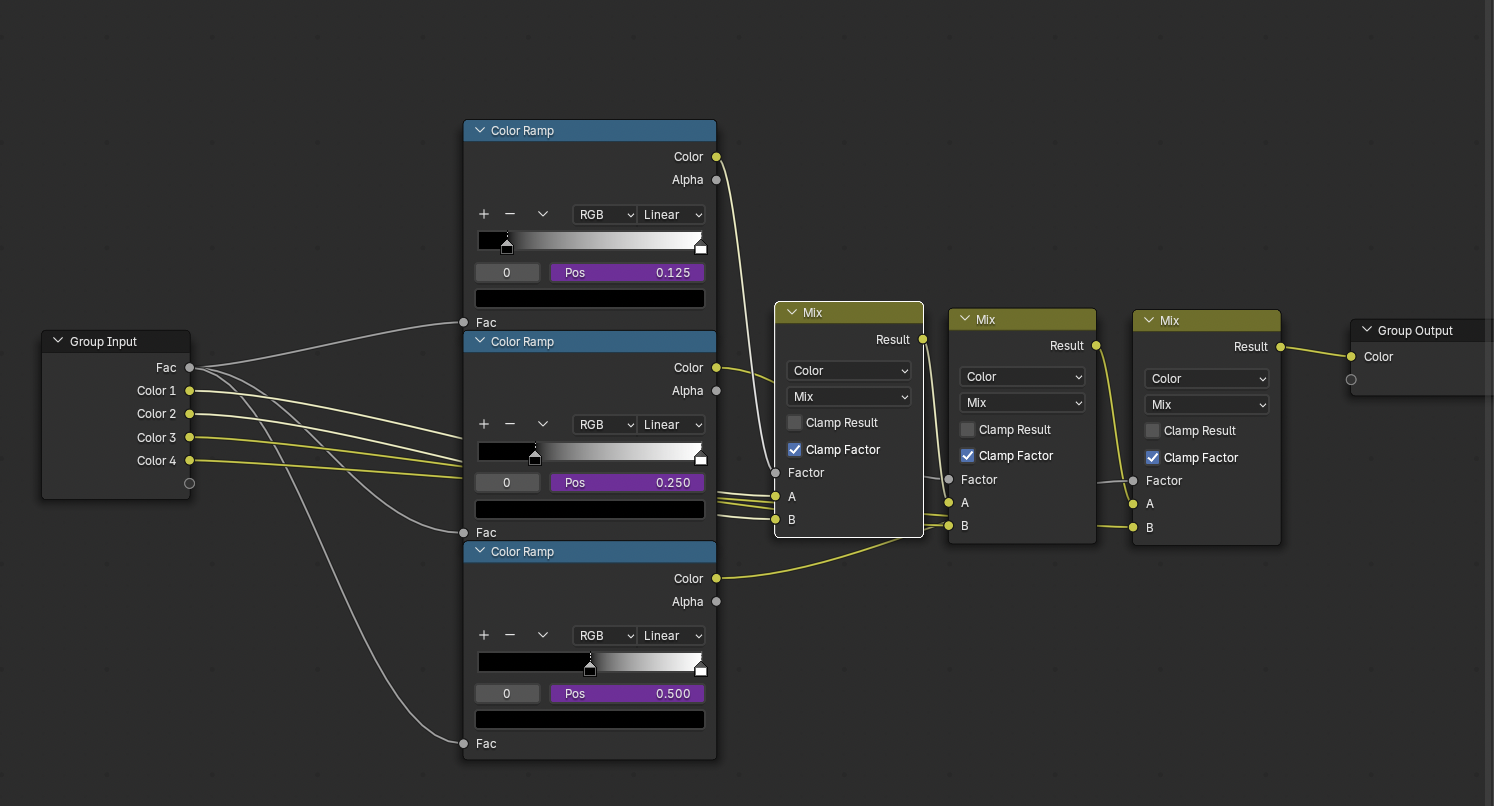 Group Input
Fac
Color 1
Color 2
Color 3
Color 4
Color Ramp
Color
Alpha
RGB Linear
0 Pos 0.125
Fac
Color Ramp
Color
Alpha
RGB Linear
0 Pos 0.250
Fac
Color Ramp
Color
Alpha
RGB Linear
0 Pos 0.500
Fac
Mix
Result
Color
Mix
Clamp Result
Clamp Factor
Factor
A
B
Mix
Result
Color
Mix
Clamp Result
Clamp Factor
Factor
A
B
Mix
Result
Color
Mix
Clamp Result
Clamp Factor
Factor
A
B
Group Output
Color